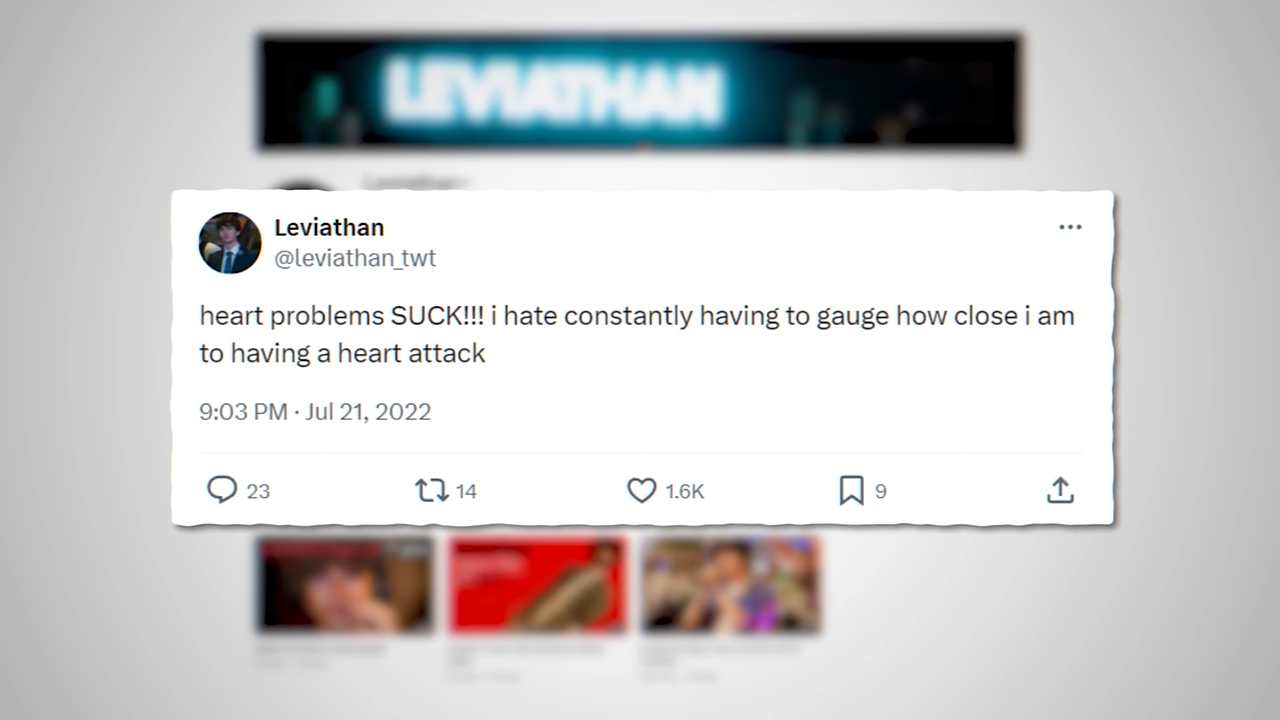 LEVIATHAN
Leviathan
Leviathan
@leviathan_twt
heart problems SUCK!!! i hate constantly having to gauge how close i am
to having a heart attack
9:03 PM · Jul 21, 2022
23
14
1.6K
9